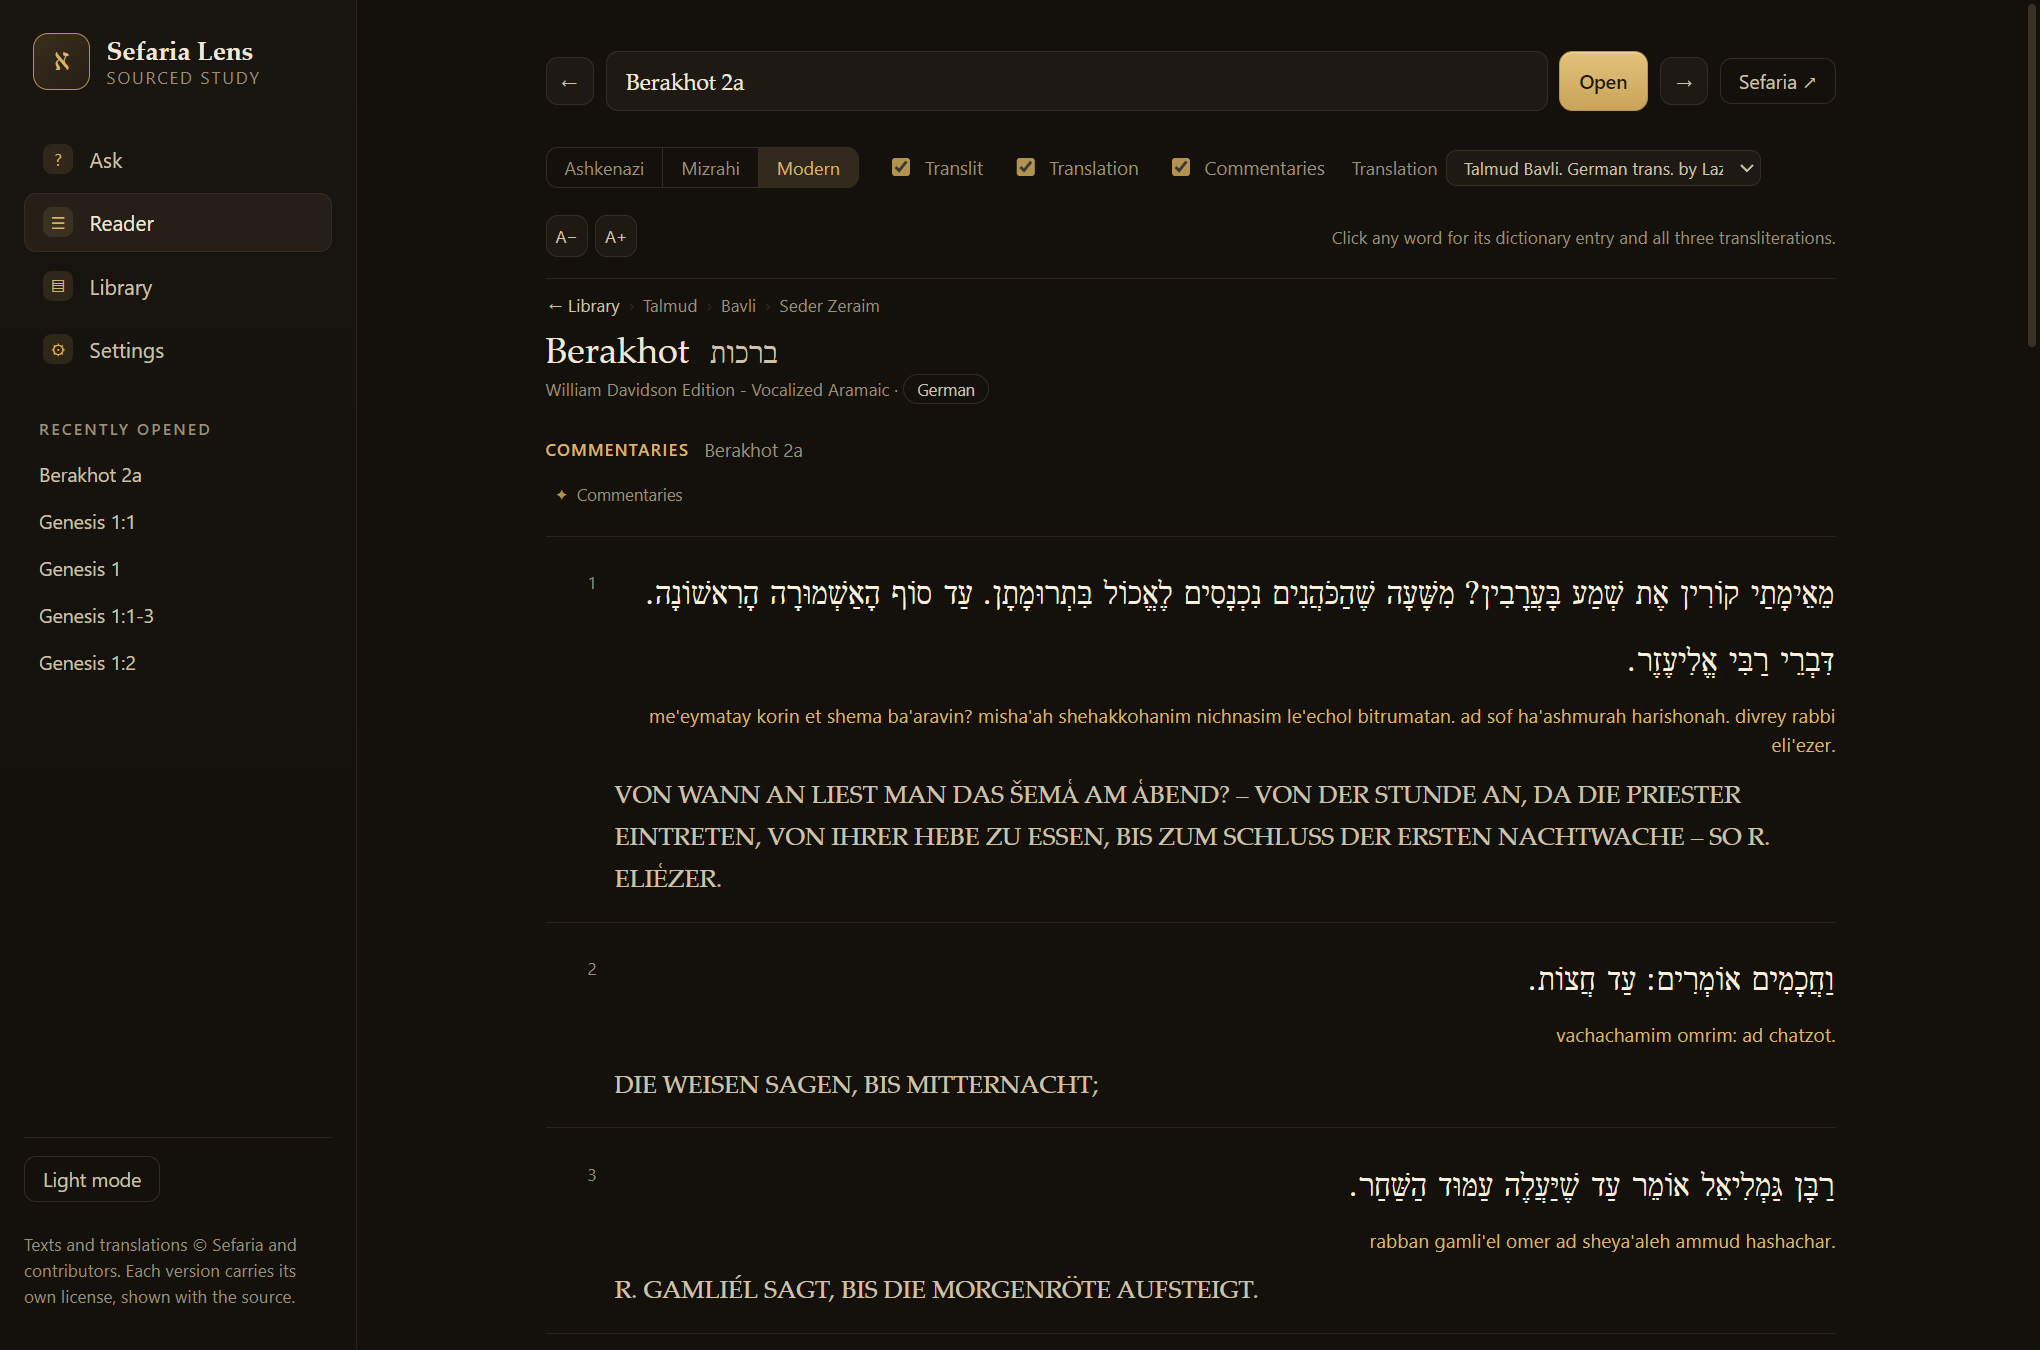 א
Sefaria Lens
SOURCED STUDY
? Ask
Reader
Library
Settings
RECENTLY OPENED
Berakhot 2a
Genesis 1:1
Genesis 1
Genesis 1:1-3
Genesis 1:2
Light mode
Texts and translations © Sefaria and
contributors. Each version carries its
own license, shown with the source.
← Berakhot 2a Open → Sefaria ↗
Ashkenazi Mizrahi Modern Translit Translation Commentaries Translation Talmud Bavli. German trans. by Laz
A− A+ Click any word for its dictionary entry and all three transliterations.
← Library › Talmud › Bavli › Seder Zeraim
Berakhot ברכות
William Davidson Edition - Vocalized Aramaic · German
COMMENTARIES Berakhot 2a
✦ Commentaries
1
מֵאֵימָתַי קוֹרִין אֶת שְׁמַע בָּעֲרָבִין? מִשָּׁעָה שֶׁהַכֹּהֲנִים נִכְנָסִים לֶאֱכוֹל בִּתְרוּמָתָן. עַד סוֹף הָאַשְׁמוּרָה הָרִאשׁוֹנָה.
דִּבְרֵי רַבִּי אֱלִיעֶזֶר.
me'eymatay korin et shema ba'aravin? misha'ah shehakkohanim nichnasim le'echol bitrumatan. ad sof ha'ashmurah harishonah. divrey rabbi
eli'ezer.
VON WANN AN LIEST MAN DAS ŠEMA͑ AM A͑BEND? – VON DER STUNDE AN, DA DIE PRIESTER
EINTRETEN, VON IHRER HEBE ZU ESSEN, BIS ZUM SCHLUSS DER ERSTEN NACHTWACHE – SO R.
ELIE͑ZER.
2
וַחֲכָמִים אוֹמְרִים: עַד חֲצוֹת.
vachachamim omrim: ad chatzot.
DIE WEISEN SAGEN, BIS MITTERNACHT;
3
רַבָּן גַּמְלִיאֵל אוֹמֵר עַד שֶׁיַּעֲלֶה עַמּוּד הַשַּׁחַר.
rabban gamli'el omer ad sheya'aleh ammud hashachar.
R. GAMLIÉL SAGT, BIS DIE MORGENRÖTE AUFSTEIGT.